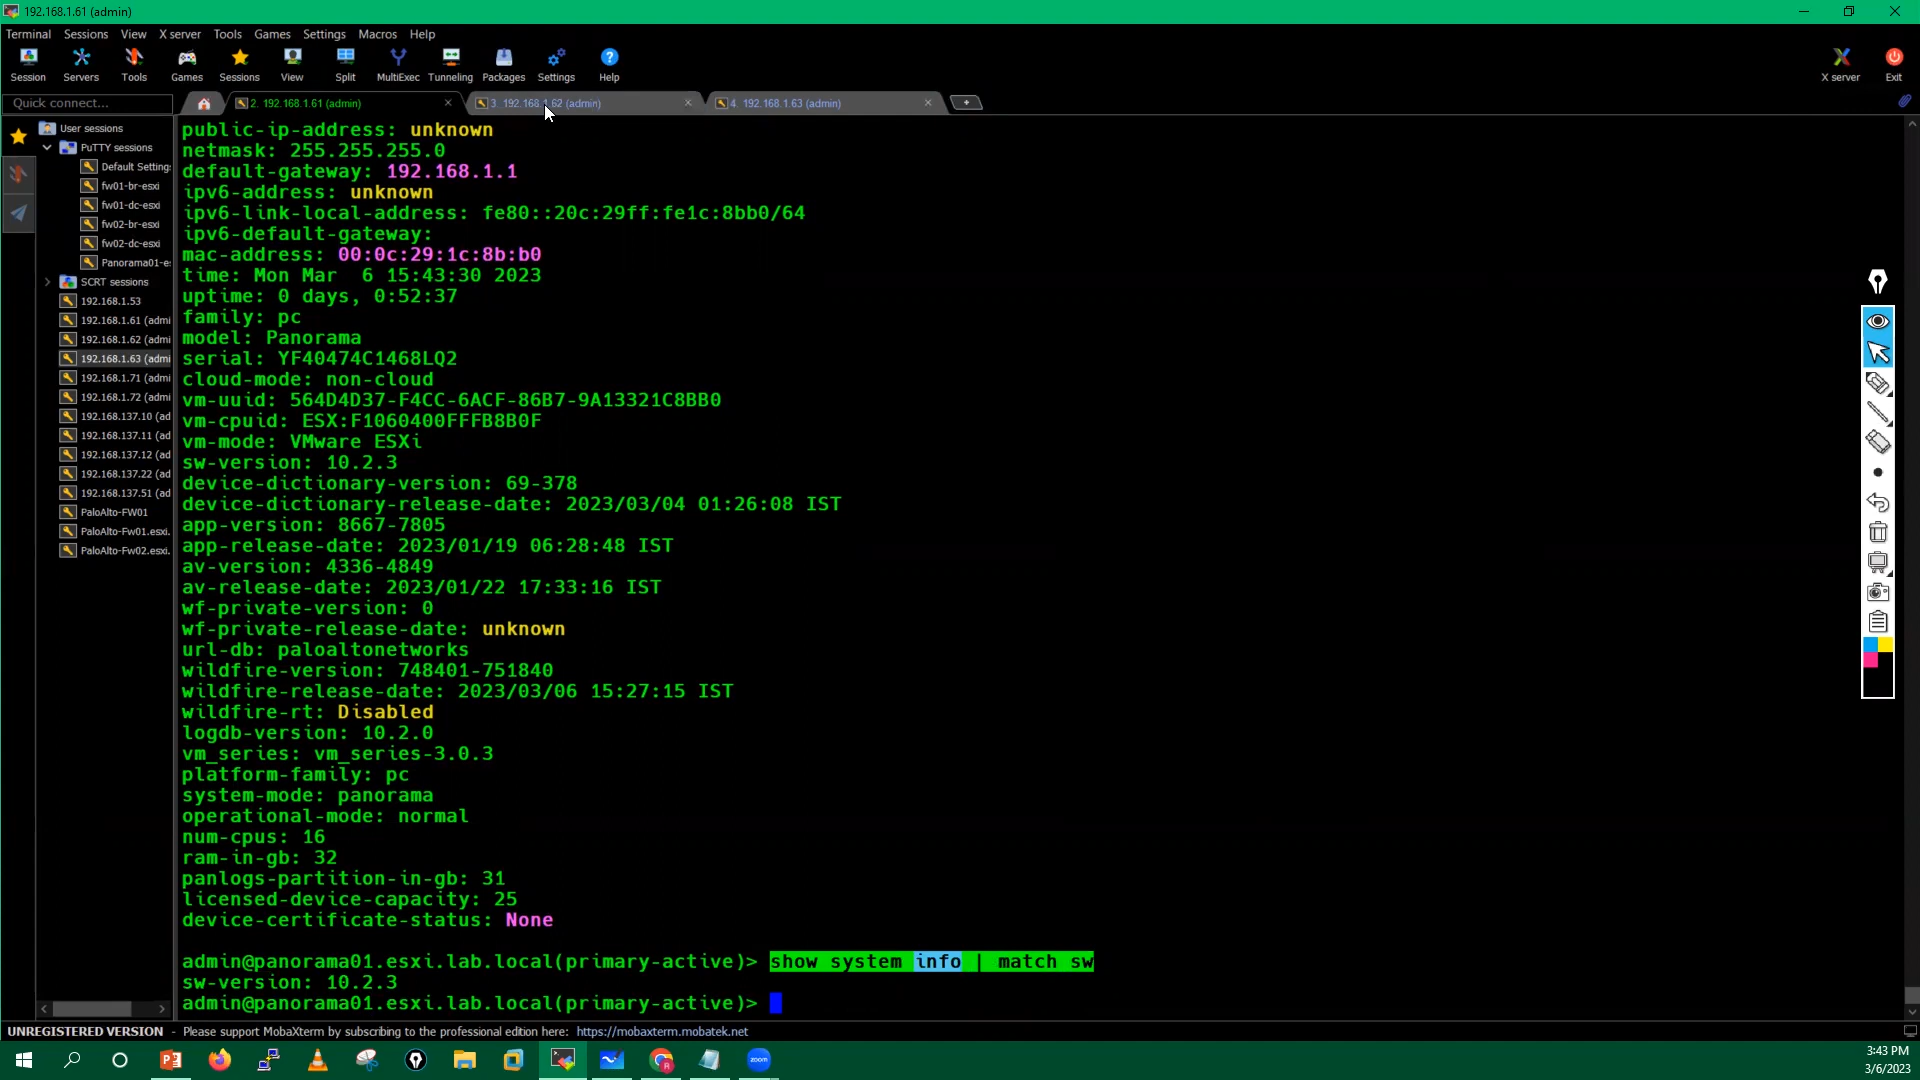 192.168.1.61 (admin)
Terminal Sessions View X server Tools Games Settings Macros Help
Session Servers Tools Games Sessions View Split MultiExec Tunneling Packages Settings Help X server Exit
Quick connect...
2. 192.168.1.61 (admin)
3. 192.168.1.62 (admin)
4. 192.168.1.63 (admin)
User sessions
PuTTY sessions
Default Setting
fw01-br-esxi
fw01-dc-esxi
fw02-br-esxi
fw02-dc-esxi
Panorama01-e
SCRT sessions
192.168.1.53
192.168.1.61 (admi
192.168.1.62 (admi
192.168.1.63 (admi
192.168.1.71 (admi
192.168.1.72 (admi
192.168.137.10 (ad
192.168.137.11 (ad
192.168.137.12 (ad
192.168.137.22 (ad
192.168.137.51 (ad
PaloAlto-FW01
PaloAlto-Fw01.esxi.
PaloAlto-Fw02.esxi.
public-ip-address: unknown
netmask: 255.255.255.0
default-gateway: 192.168.1.1
ipv6-address: unknown
ipv6-link-local-address: fe80::20c:29ff:fe1c:8bb0/64
ipv6-default-gateway:
mac-address: 00:0c:29:1c:8b:b0
time: Mon Mar  6 15:43:30 2023
uptime: 0 days, 0:52:37
family: pc
model: Panorama
serial: YF40474C1468LQ2
cloud-mode: non-cloud
vm-uuid: 564D4D37-F4CC-6ACF-86B7-9A13321C8BB0
vm-cpuid: ESX:F1060400FFFB8B0F
vm-mode: VMware ESXi
sw-version: 10.2.3
device-dictionary-version: 69-378
device-dictionary-release-date: 2023/03/04 01:26:08 IST
app-version: 8667-7805
app-release-date: 2023/01/19 06:28:48 IST
av-version: 4336-4849
av-release-date: 2023/01/22 17:33:16 IST
wf-private-version: 0
wf-private-release-date: unknown
url-db: paloaltonetworks
wildfire-version: 748401-751840
wildfire-release-date: 2023/03/06 15:27:15 IST
wildfire-rt: Disabled
logdb-version: 10.2.0
vm_series: vm_series-3.0.3
platform-family: pc
system-mode: panorama
operational-mode: normal
num-cpus: 16
ram-in-gb: 32
panlogs-partition-in-gb: 31
licensed-device-capacity: 25
device-certificate-status: None
admin@panorama01.esxi.lab.local(primary-active)> show system info | match sw
sw-version: 10.2.3
admin@panorama01.esxi.lab.local(primary-active)>
UNREGISTERED VERSION - Please support MobaXterm by subscribing to the professional edition here: https://mobaxterm.mobatek.net
zoom
3:43 PM
3/6/2023